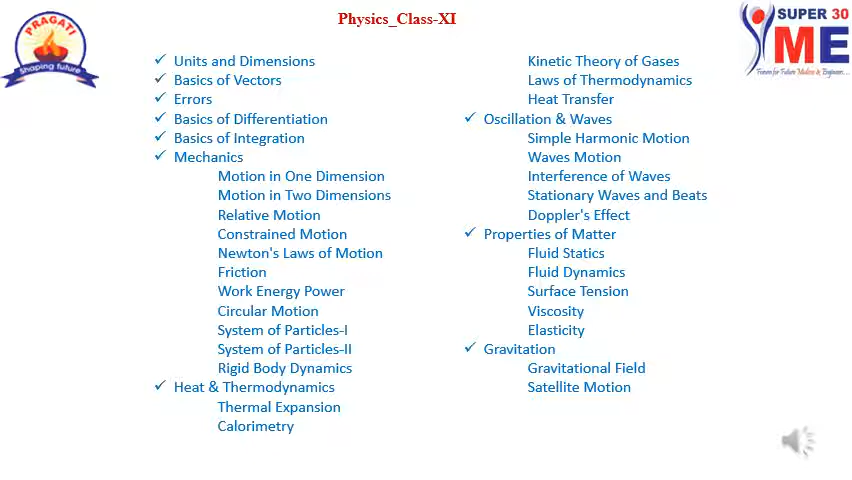 Physics_Class-XI
PRAGATI
Shaping future
SUPER 30
ME
Forum for Future Medicos & Engineers...
✓ Units and Dimensions
✓ Basics of Vectors
✓ Errors
✓ Basics of Differentiation
✓ Basics of Integration
✓ Mechanics
Motion in One Dimension
Motion in Two Dimensions
Relative Motion
Constrained Motion
Newton's Laws of Motion
Friction
Work Energy Power
Circular Motion
System of Particles-I
System of Particles-II
Rigid Body Dynamics
✓ Heat & Thermodynamics
Thermal Expansion
Calorimetry
Kinetic Theory of Gases
Laws of Thermodynamics
Heat Transfer
✓ Oscillation & Waves
Simple Harmonic Motion
Waves Motion
Interference of Waves
Stationary Waves and Beats
Doppler's Effect
✓ Properties of Matter
Fluid Statics
Fluid Dynamics
Surface Tension
Viscosity
Elasticity
✓ Gravitation
Gravitational Field
Satellite Motion